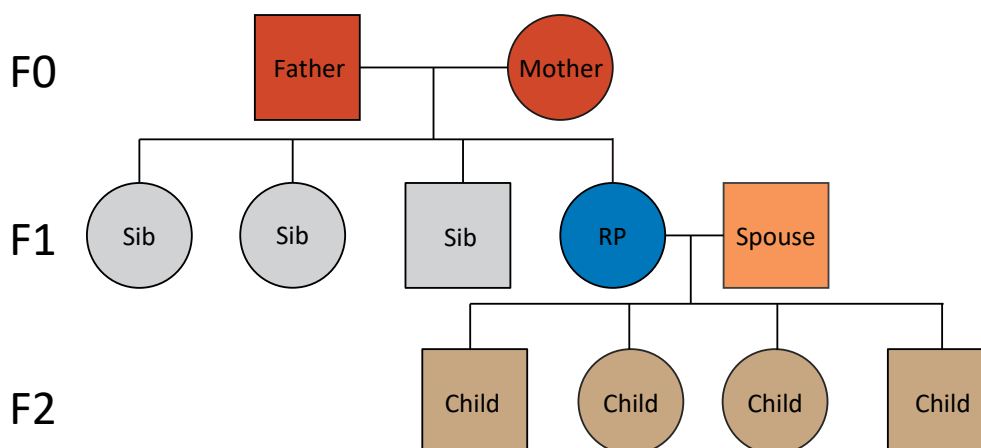 F0
Father
Mother
F1
Sib
Sib
Sib
RP
Spouse
F2
Child
Child
Child
Child